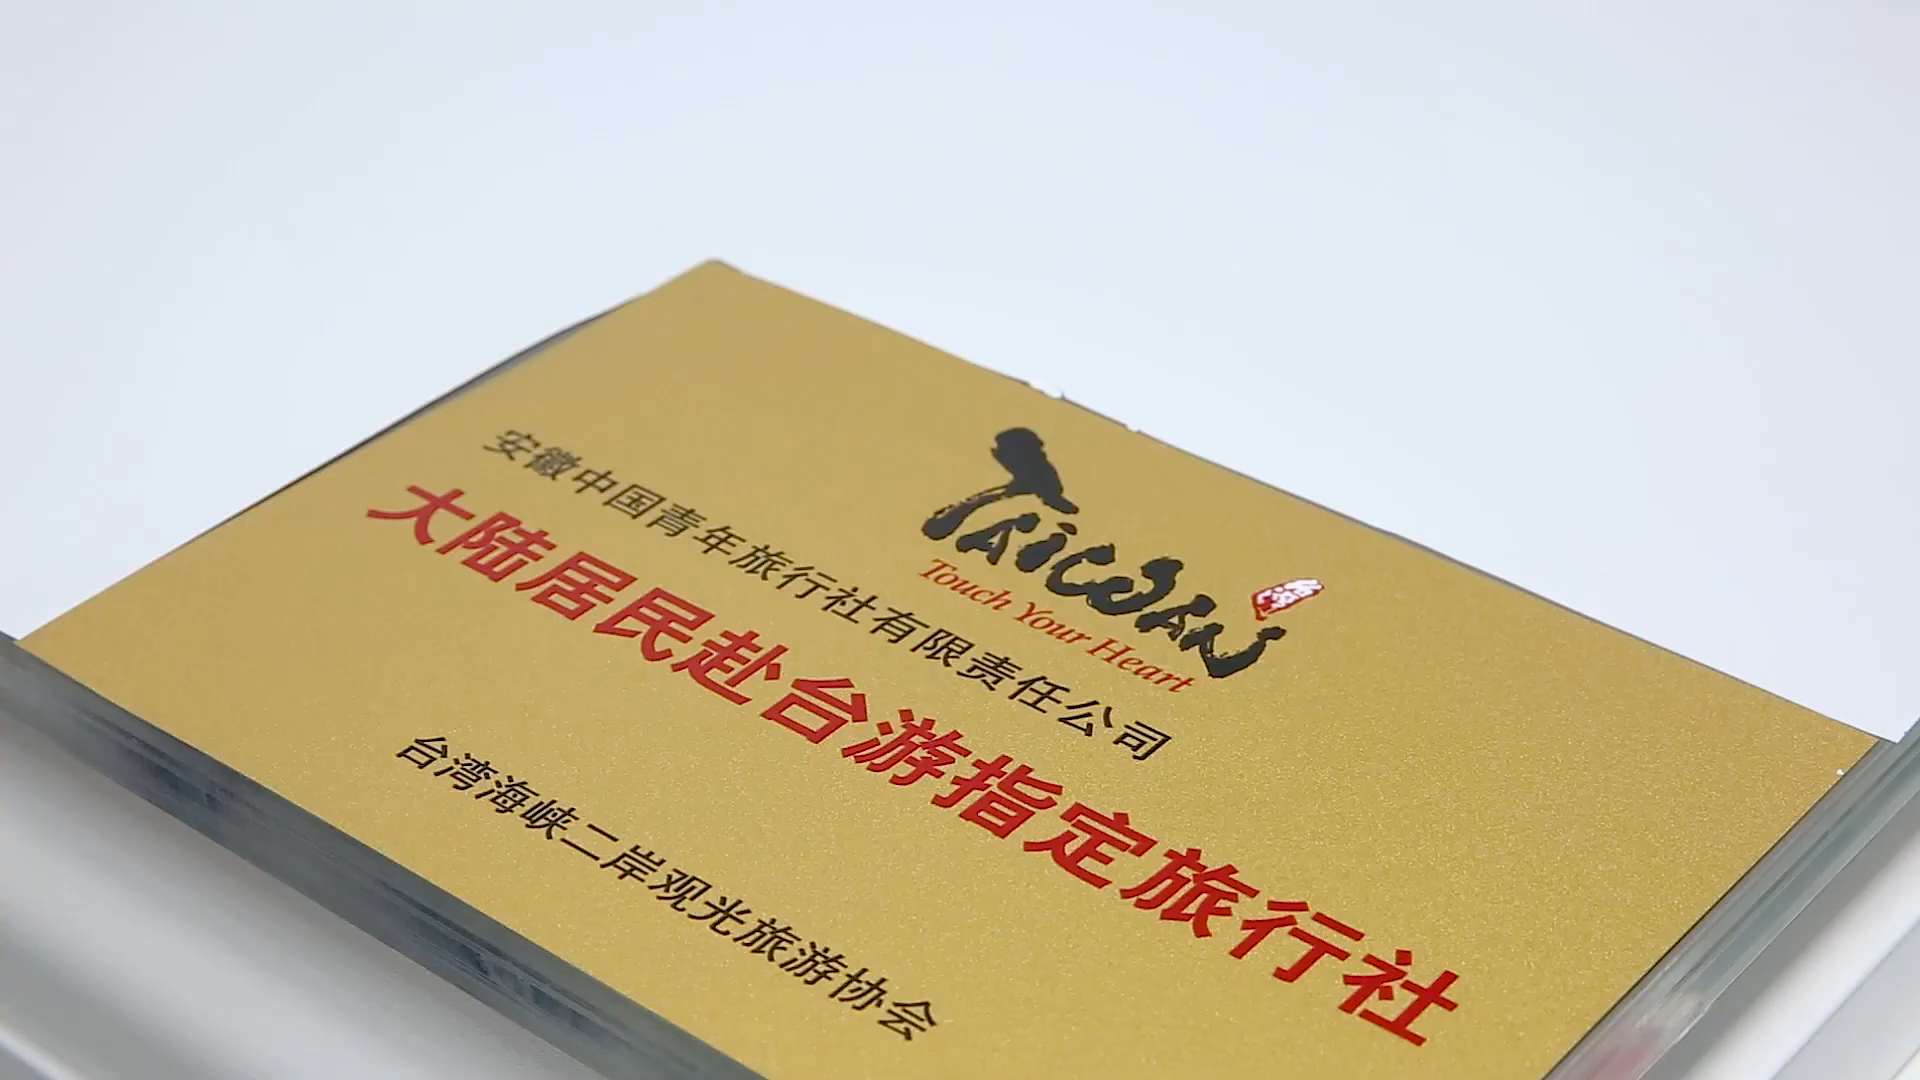 TAiWAN
Touch Your Heart
安徽中国青年旅行社有限责任公司
大陆居民赴台游指定旅行社
台湾海峡二岸观光旅游协会